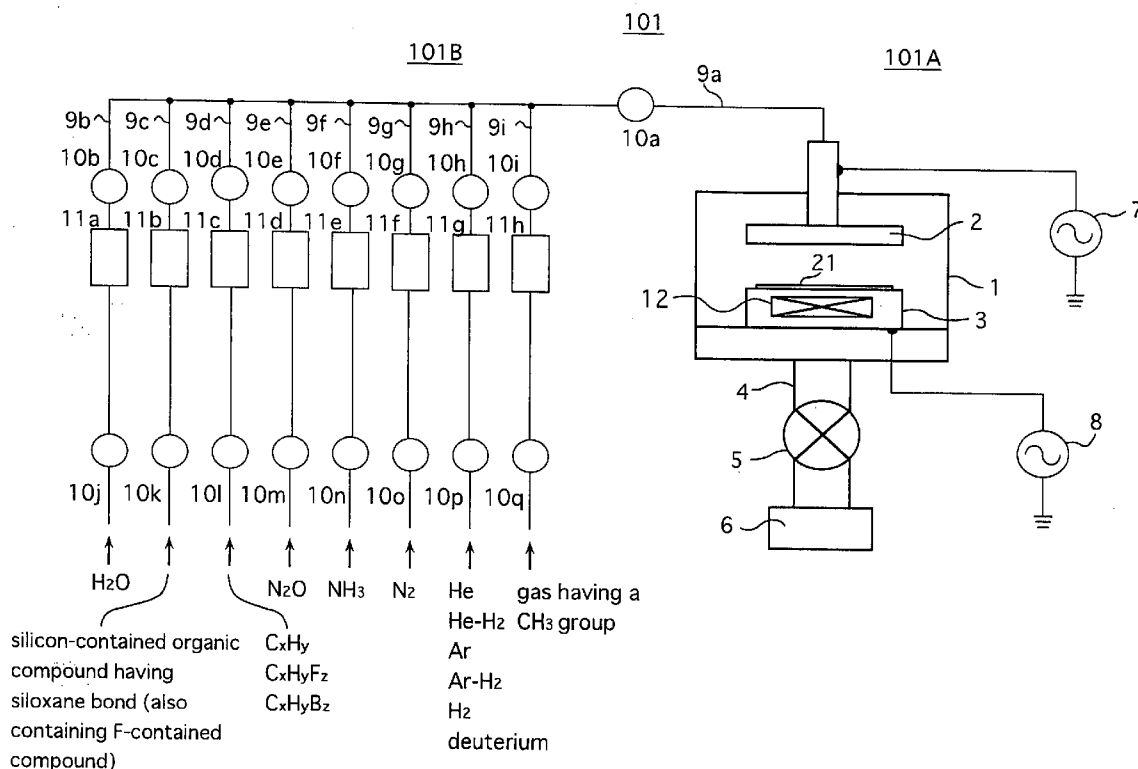 101
101B
101A
9a
9b 9c 9d 9e 9f 9g 9h 9i
10a
10b 10c 10d 10e 10f 10g 10h 10i
7
11a 11b 11c 11d 11e 11f 11g 11h
2
21
12
1
3
4
5
8
10j 10k 10l 10m 10n 10o 10p 10q
6
H2O
N2O NH3 N2
He
He-H2
Ar
Ar-H2
H2
deuterium
gas having a
CH3 group
silicon-contained organic
compound having
siloxane bond (also
containing F-contained
compound)
CxHy
CxHyFz
CxHyBz